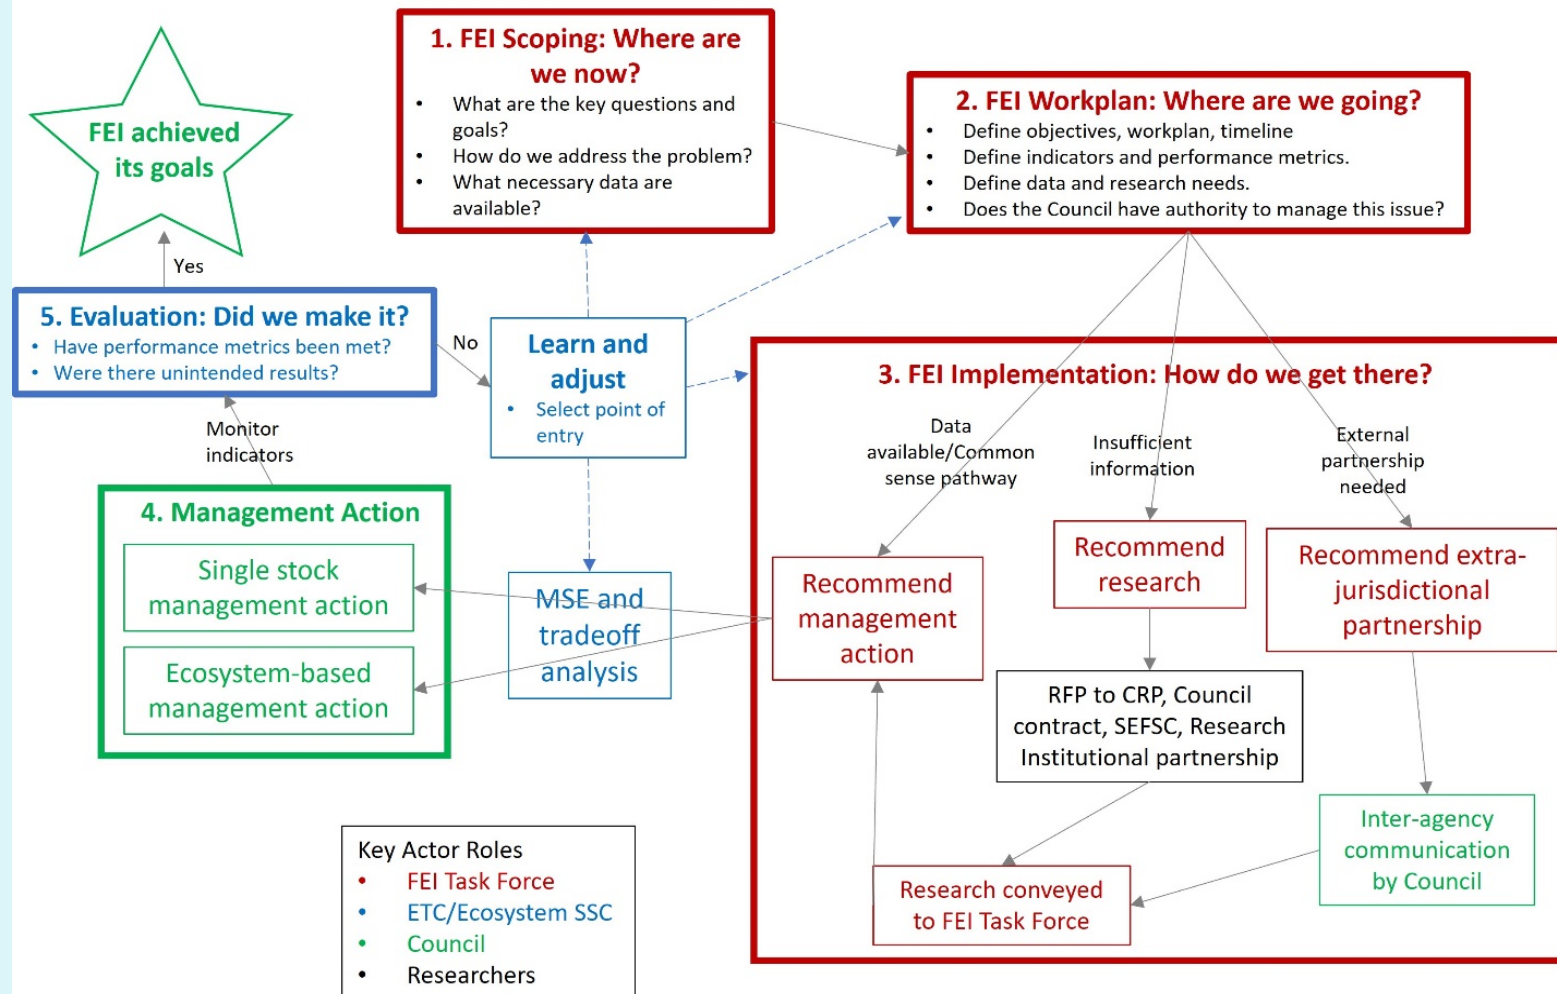 1. FEI Scoping: Where are
we now?
• What are the key questions and
goals?
• How do we address the problem?
• What necessary data are
available?
2. FEI Workplan: Where are we going?
• Define objectives, workplan, timeline
• Define indicators and performance metrics.
• Define data and research needs.
• Does the Council have authority to manage this issue?
FEI achieved
its goals
Yes
5. Evaluation: Did we make it?
• Have performance metrics been met?
• Were there unintended results?
No
Learn and
adjust
• Select point of
entry
3. FEI Implementation: How do we get there?
Data
available/Common
sense pathway
Insufficient
information
External
partnership
needed
Monitor
indicators
4. Management Action
Single stock
management action
Ecosystem-based
management action
MSE and
tradeoff
analysis
Recommend
management
action
Recommend
research
Recommend extra-
jurisdictional
partnership
RFP to CRP, Council
contract, SEFSC, Research
Institutional partnership
Inter-agency
communication
by Council
Research conveyed
to FEI Task Force
Key Actor Roles
• FEI Task Force
• ETC/Ecosystem SSC
• Council
• Researchers